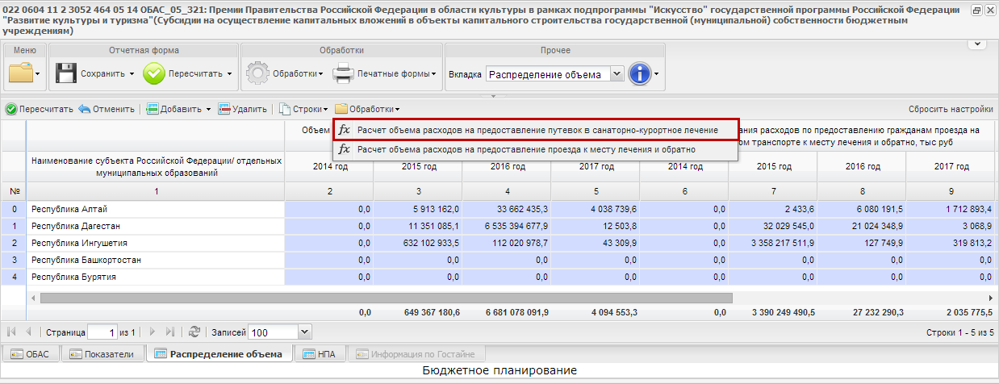 022 0604 11 2 3052 464 05 14 ОБАС_05_321: Премии Правительства Российской Федерации в области культуры в рамках подпрограммы "Искусство" государственной программы Российской Федерации
"Развитие культуры и туризма"(Субсидии на осуществление капитальных вложений в объекты капитального строительства государственной (муниципальной) собственности бюджетным
учреждениям)
Меню Отчетная форма Обработки Прочее
Сохранить Пересчитать Обработки Печатные формы Вкладка Распределение объема
Пересчитать Отменить Добавить Удалить Строки Обработки Сбросить настройки
Объем
Расчет объема расходов на предоставление путевок в санаторно-курортное лечение
Расчет объема расходов на предоставление проезда к месту лечения и обратно
ания расходов по предоставлению гражданам проезда на
ом транспорте к месту лечения и обратно, тыс руб
Наименование субъекта Российской Федерации/ отдельных
муниципальных образований
2014 год 2015 год 2016 год 2017 год 2014 год 2015 год 2016 год 2017 год
№ 1 2 3 4 5 6 7 8 9
0 Республика Алтай 0,0 5 913 162,0 33 662 435,3 4 038 739,6 0,0 2 433,6 6 080 191,5 1 712 893,4
1 Республика Дагестан 0,0 11 351 085,1 6 535 394 677,9 12 503,8 0,0 32 029 545,0 21 024 348,9 3 068,9
2 Республика Ингушетия 0,0 632 102 933,5 112 020 978,7 43 309,9 0,0 3 358 217 511,9 127 749,9 319 813,2
3 Республика Башкортостан 0,0 0,0 0,0 0,0 0,0 0,0 0,0 0,0
4 Республика Бурятия 0,0 0,0 0,0 0,0 0,0 0,0 0,0 0,0
0,0 649 367 180,6 6 681 078 091,9 4 094 553,3 0,0 3 390 249 490,5 27 232 290,3 2 035 775,5
Страница 1 из 1 Записей 100 Строки 1 - 5 из 5
ОБАС Показатели Распределение объема НПА Информация по Гостайне
Бюджетное планирование